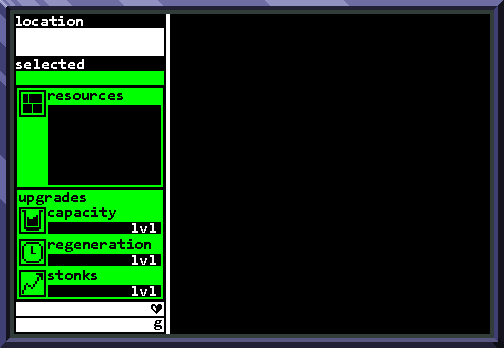 location
selected
resources
upgrades
capacity
lvl
regeneration
lvl
stonks
lvl
g